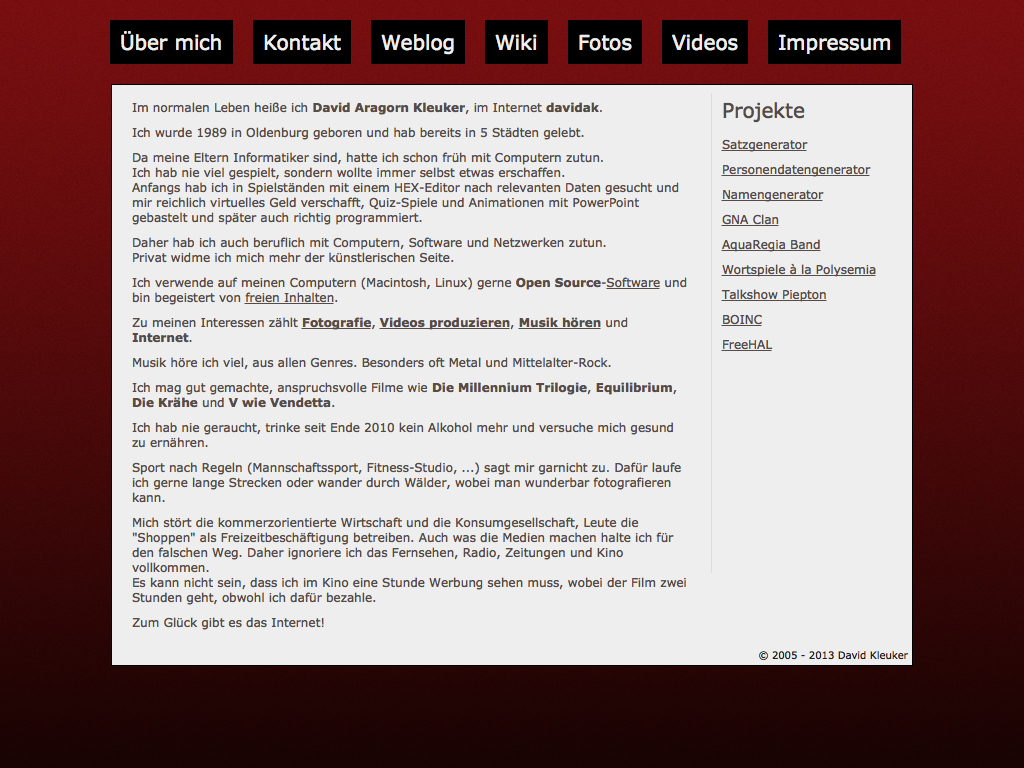 Über mich Kontakt Weblog Wiki Fotos Videos Impressum
Im normalen Leben heiße ich David Aragorn Kleuker, im Internet davidak.
Ich wurde 1989 in Oldenburg geboren und hab bereits in 5 Städten gelebt.
Da meine Eltern Informatiker sind, hatte ich schon früh mit Computern zutun.
Ich hab nie viel gespielt, sondern wollte immer selbst etwas erschaffen.
Anfangs hab ich in Spielständen mit einem HEX-Editor nach relevanten Daten gesucht und
mir reichlich virtuelles Geld verschafft, Quiz-Spiele und Animationen mit PowerPoint
gebastelt und später auch richtig programmiert.
Daher hab ich auch beruflich mit Computern, Software und Netzwerken zutun.
Privat widme ich mich mehr der künstlerischen Seite.
Ich verwende auf meinen Computern (Macintosh, Linux) gerne Open Source-Software und
bin begeistert von freien Inhalten.
Zu meinen Interessen zählt Fotografie, Videos produzieren, Musik hören und
Internet.
Musik höre ich viel, aus allen Genres. Besonders oft Metal und Mittelalter-Rock.
Ich mag gut gemachte, anspruchsvolle Filme wie Die Millennium Trilogie, Equilibrium,
Die Krähe und V wie Vendetta.
Ich hab nie geraucht, trinke seit Ende 2010 kein Alkohol mehr und versuche mich gesund
zu ernähren.
Sport nach Regeln (Mannschaftssport, Fitness-Studio, ...) sagt mir garnicht zu. Dafür laufe
ich gerne lange Strecken oder wander durch Wälder, wobei man wunderbar fotografieren
kann.
Mich stört die kommerzorientierte Wirtschaft und die Konsumgesellschaft, Leute die
"Shoppen" als Freizeitbeschäftigung betreiben. Auch was die Medien machen halte ich für
den falschen Weg. Daher ignoriere ich das Fernsehen, Radio, Zeitungen und Kino
vollkommen.
Es kann nicht sein, dass ich im Kino eine Stunde Werbung sehen muss, wobei der Film zwei
Stunden geht, obwohl ich dafür bezahle.
Zum Glück gibt es das Internet!
Projekte
Satzgenerator
Personendatengenerator
Namengenerator
GNA Clan
AquaRegia Band
Wortspiele à la Polysemia
Talkshow Piepton
BOINC
FreeHAL
© 2005 - 2013 David Kleuker